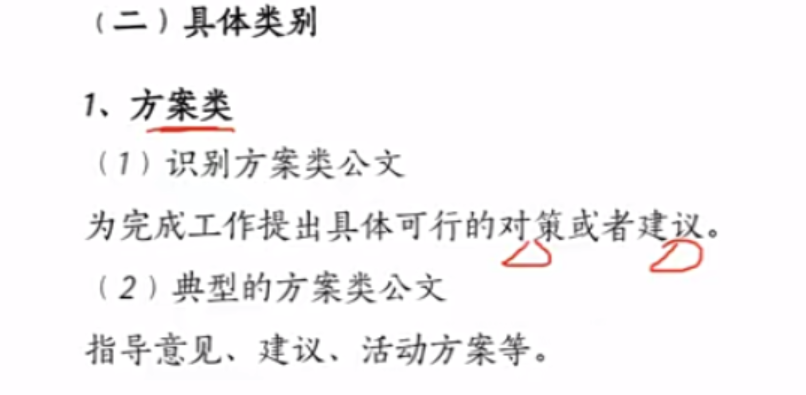 （二）具体类别
1、方案类
（1）识别方案类公文
为完成工作提出具体可行的对策或者建议。
（2）典型的方案类公文
指导意见、建议、活动方案等。